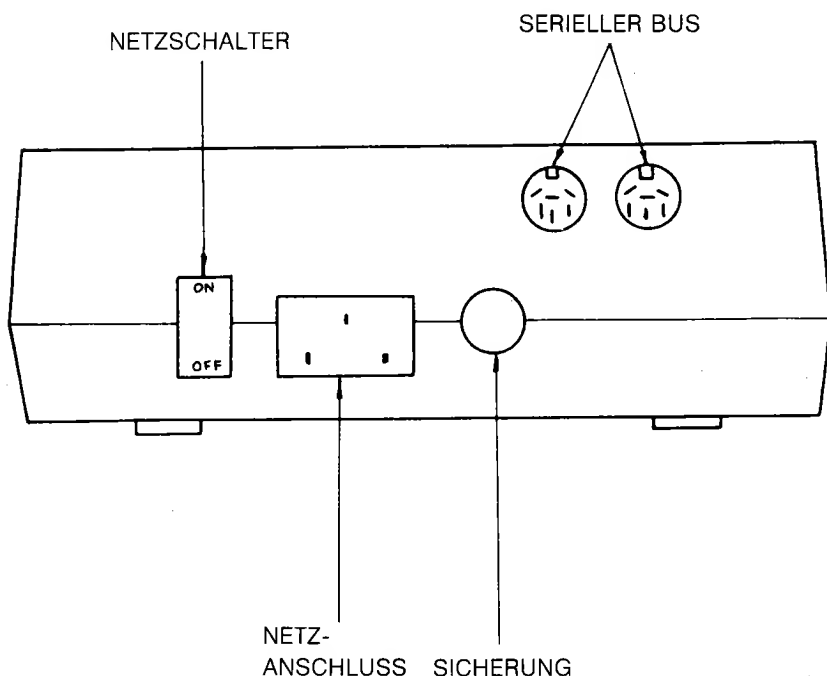 SERIELLER BUS
NETZSCHALTER
ON
OFF
NETZ-
ANSCHLUSS SICHERUNG